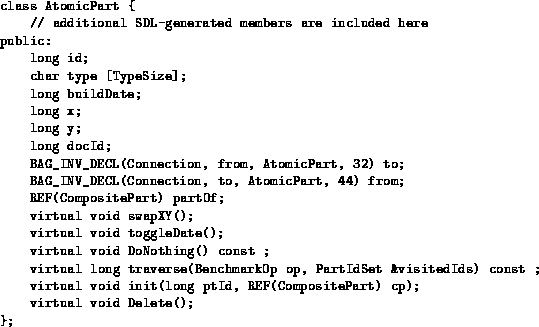 class AtomicPart {
// additional SDL-generated members are included here
public:
long id;
char type [TypeSize];
long buildDate;
long x;
long y;
long docId;
BAG_INV_DECL(Connection, from, AtomicPart, 32) to;
BAG_INV_DECL(Connection, to, AtomicPart, 44) from;
REF(CompositePart) partOf;
virtual void swapXY();
virtual void toggleDate();
virtual void DoNothing() const ;
virtual long traverse(BenchmarkOp op, PartIdSet &visitedIds) const ;
virtual void init(long ptId, REF(CompositePart) cp);
virtual void Delete();
};